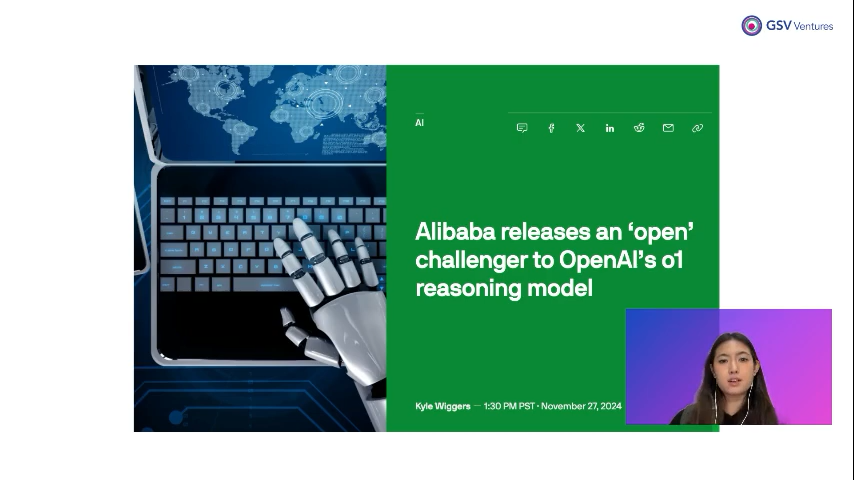 GSV Ventures
AI
Alibaba releases an ‘open’
challenger to OpenAI’s o1
reasoning model
Kyle Wiggers — 1:30 PM PST · November 27, 2024